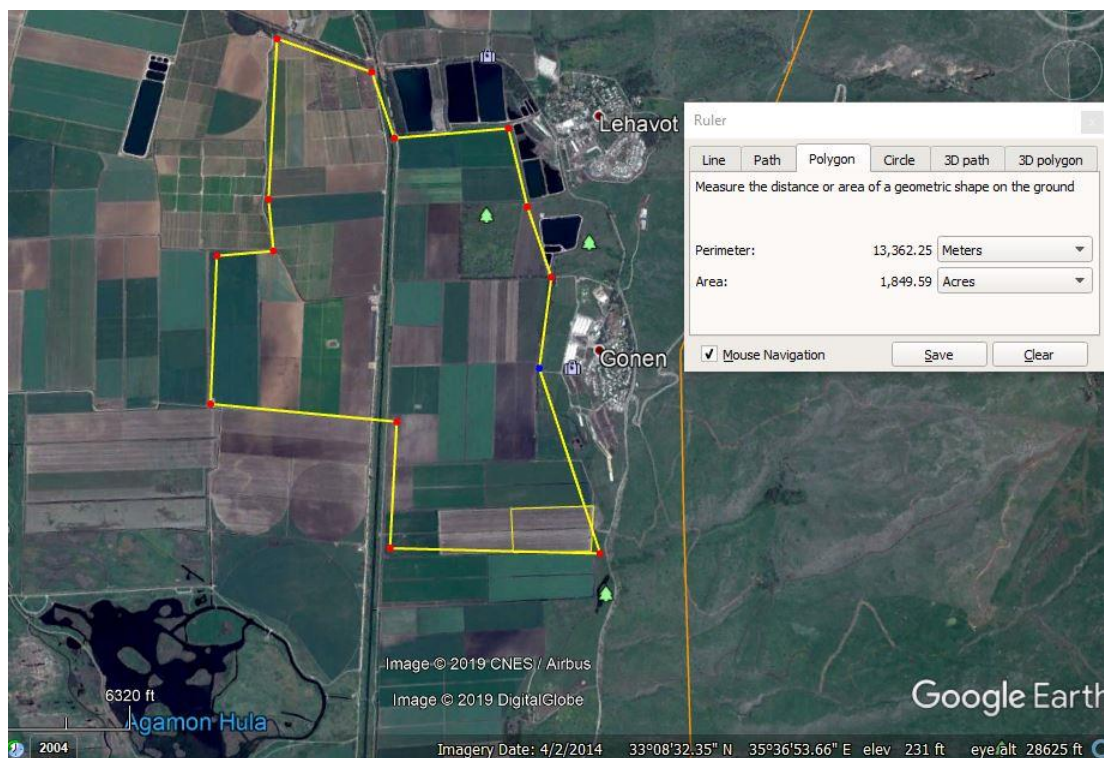 Lehavot
Ruler
Line Path Polygon Circle 3D path 3D polygon
Measure the distance or area of a geometric shape on the ground
Perimeter: 13,362.25 Meters
Area: 1,849.59 Acres
Mouse Navigation Save Clear
Gonen
Image © 2019 CNES / Airbus
Image © 2019 DigitalGlobe
Google Earth
6320 ft
Agamon Hula
2004
Imagery Date: 4/2/2014 33°08'32.35" N 35°36'53.66" E elev 231 ft eye alt 28625 ft